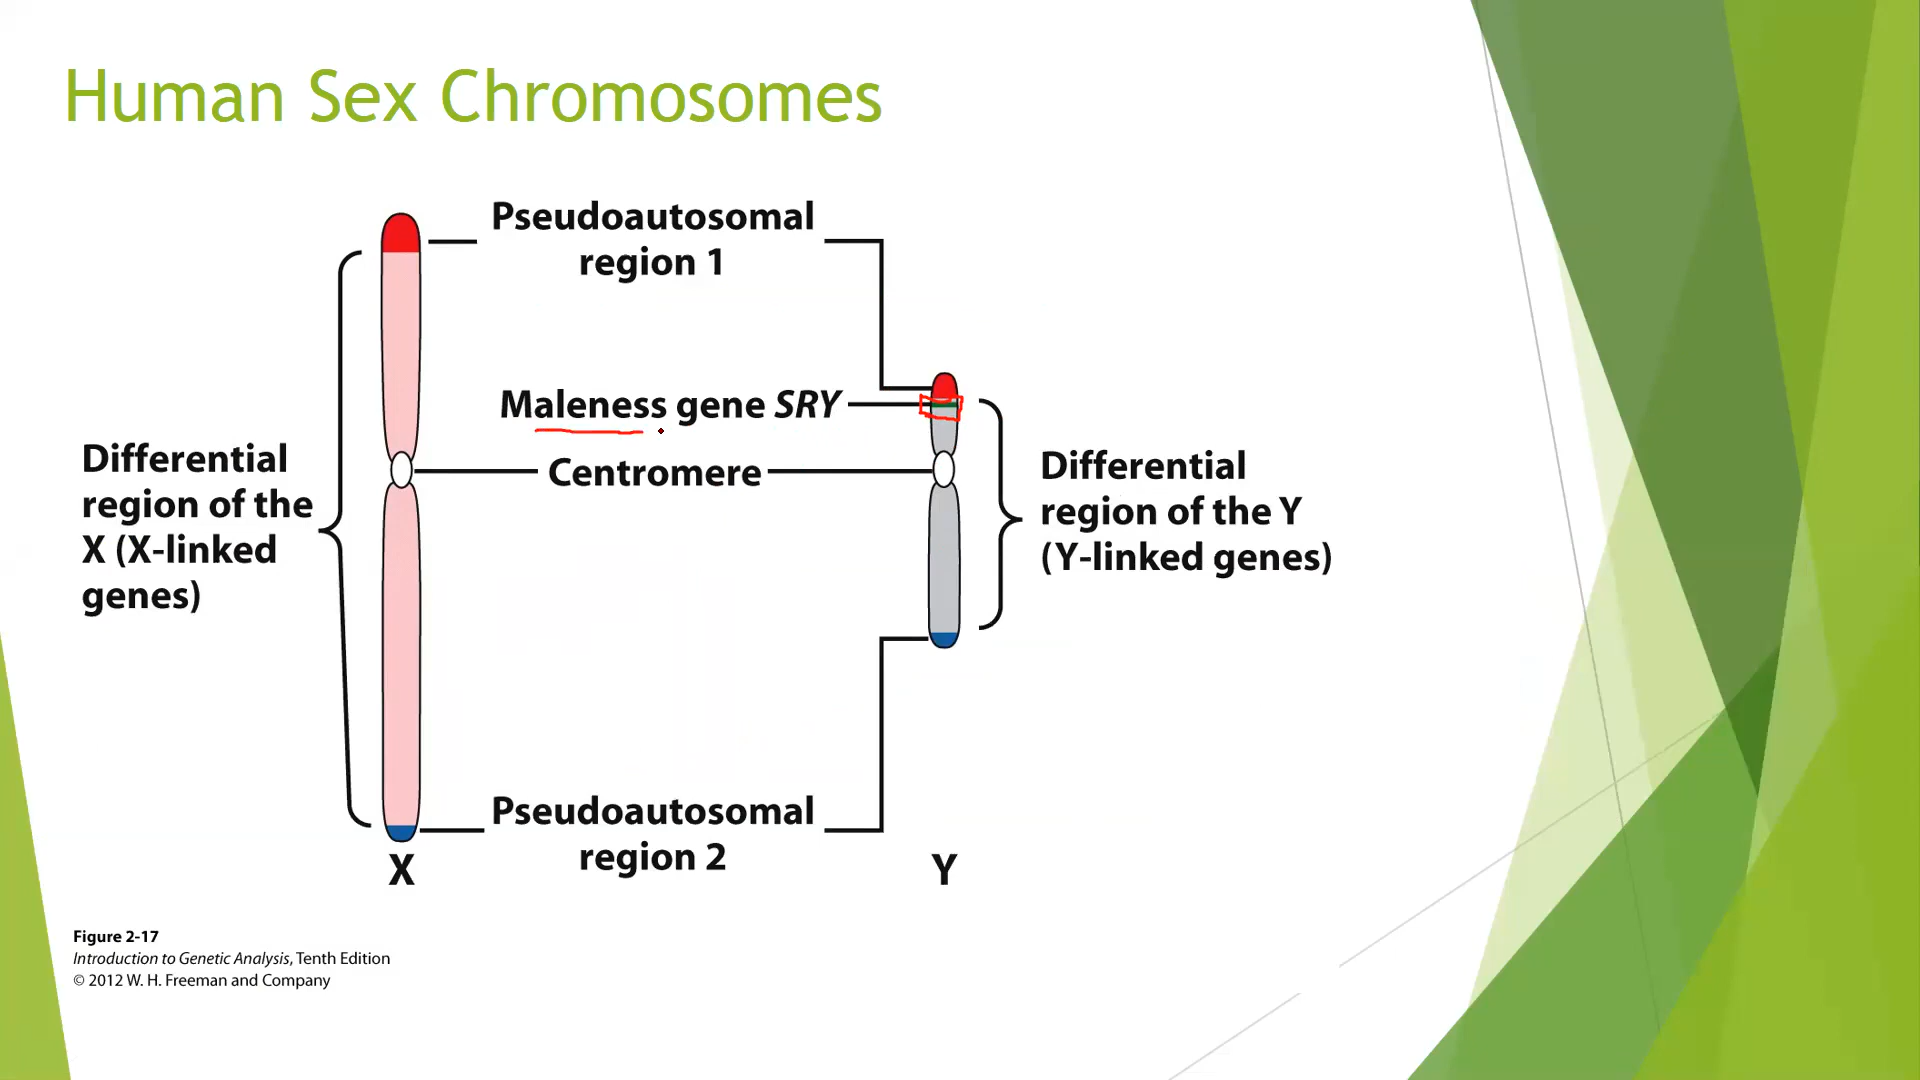 Human Sex Chromosomes
Pseudoautosomal
region 1
Maleness gene SRY
Centromere
Differential
region of the
X (X-linked
genes)
Differential
region of the Y
(Y-linked genes)
Pseudoautosomal
region 2
X
Y
Figure 2-17
Introduction to Genetic Analysis, Tenth Edition
© 2012 W. H. Freeman and Company